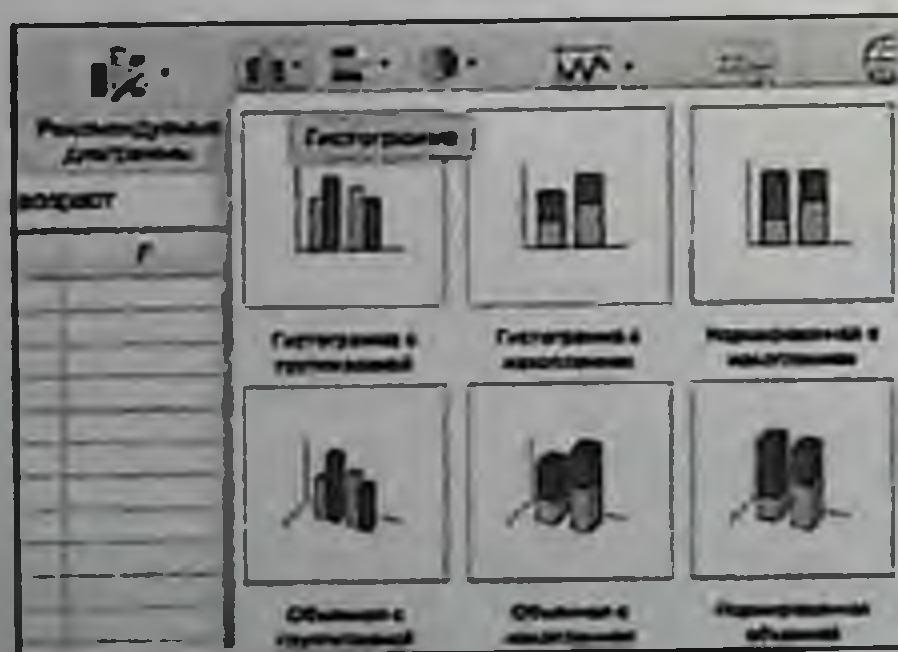 Рекомендуемые
диаграммы
Гистограмма
возраст
F
Гистограмма с
группировкой
Гистограмма с
накоплением
Нормированная с
накоплением
Объемная с
группировкой
Объемная с
накоплением
Нормированная
объемная